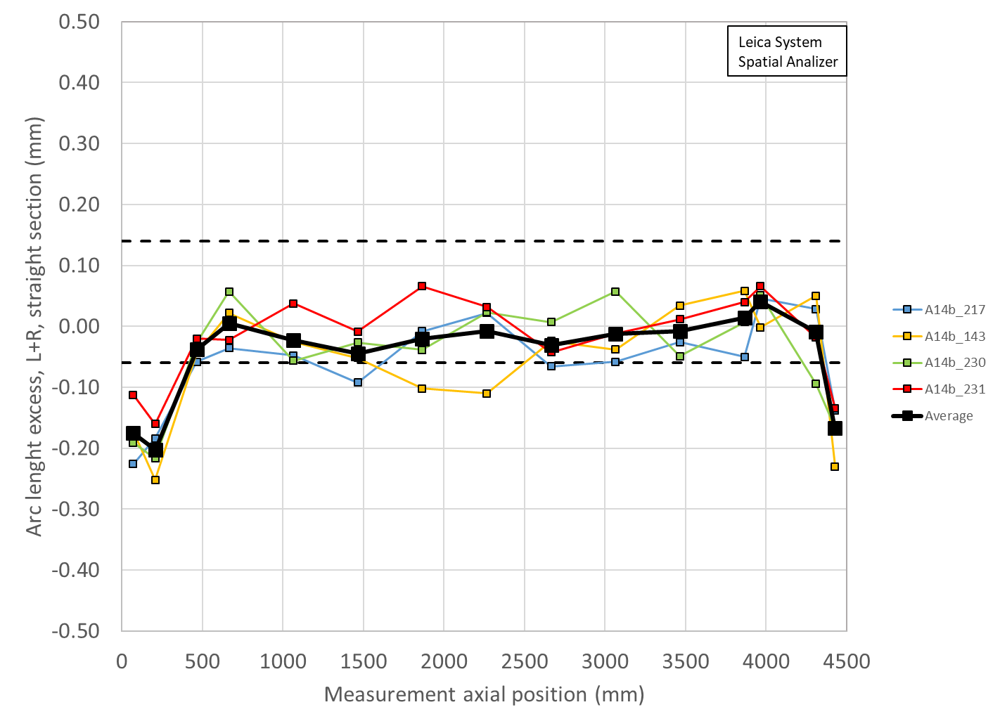 Arc lenght excess, L+R, straight section (mm)
0.50
0.40
0.30
0.20
0.10
0.00
-0.10
-0.20
-0.30
-0.40
-0.50
Leica System
Spatial Analizer
A14b_217
A14b_143
A14b_230
A14b_231
Average
0 500 1000 1500 2000 2500 3000 3500 4000 4500
Measurement axial position (mm)